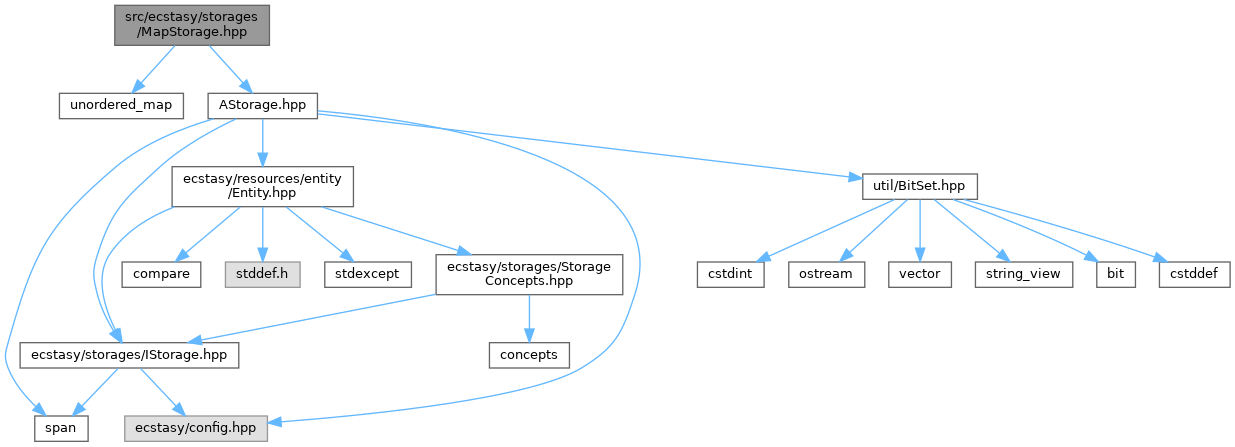 src/ecstasy/storages
/MapStorage.hpp
unordered_map
AStorage.hpp
ecstasy/resources/entity
/Entity.hpp
util/BitSet.hpp
compare
stddef.h
stdexcept
ecstasy/storages/Storage
Concepts.hpp
cstdint
ostream
vector
string_view
bit
cstddef
ecstasy/storages/IStorage.hpp
concepts
span
ecstasy/config.hpp